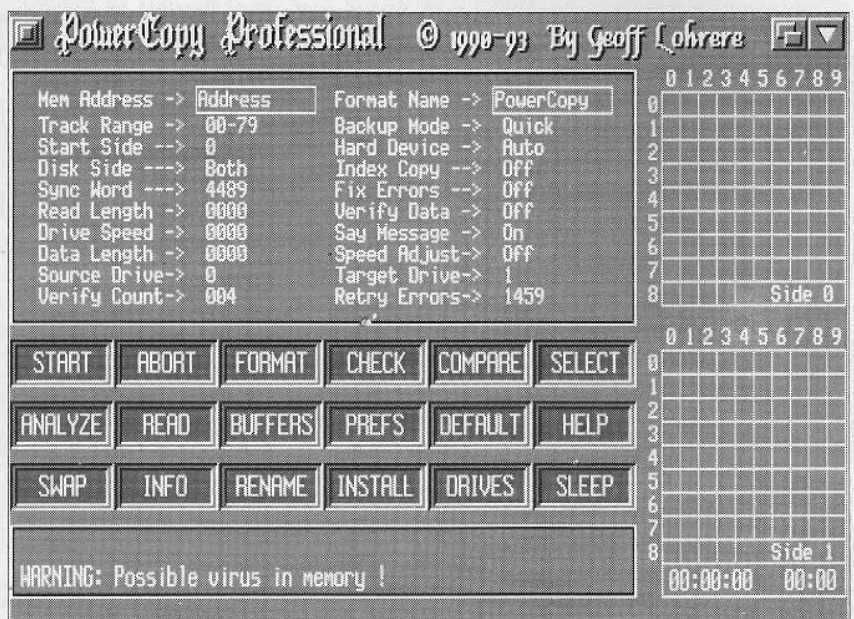 PowerCopy Professional © 1990-93 By Geoff Lohrere
Mem Address -> Address
Track Range -> 00-79
Start Side --> 0
Disk Side ---> Both
Sync Word ---> 4489
Read Length -> 0000
Drive Speed -> 0000
Data Length -> 0000
Source Drive-> 0
Verify Count-> 004
Format Name -> PowerCopy
Backup Mode -> Quick
Hard Device -> Auto
Index Copy --> Off
Fix Errors --> Off
Verify Data -> Off
Say Message -> On
Speed Adjust-> Off
Target Drive-> 1
Retry Errors-> 1459
0 1 2 3 4 5 6 7 8 9
0
1
2
3
4
5
6
7
8 Side 0
START ABORT FORMAT CHECK COMPARE SELECT
ANALYZE READ BUFFERS PREFS DEFAULT HELP
SWAP INFO RENAME INSTALL DRIVES SLEEP
0 1 2 3 4 5 6 7 8 9
0
1
2
3
4
5
6
7
8 Side 1
WARNING: Possible virus in memory !
00:00:00 00:00